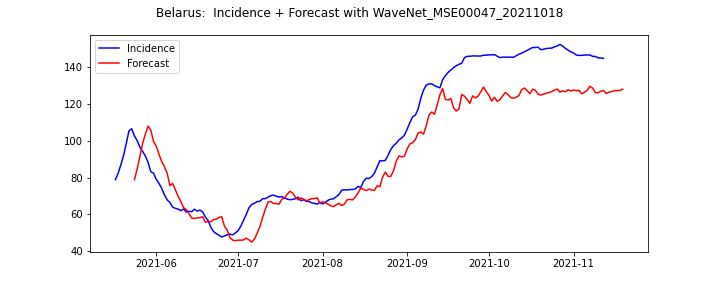 Belarus:  Incidence + Forecast with WaveNet_MSE00047_20211018
Incidence
Forecast
140
120
100
80
60
40
2021-06 2021-07 2021-08 2021-09 2021-10 2021-11